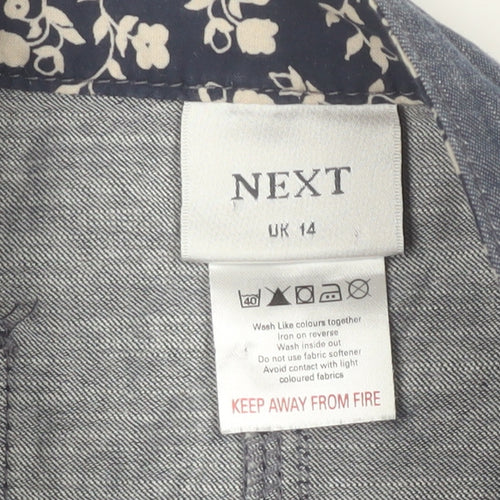 NEXT
UK 14
40
Wash Like colours together
Iron on reverse
Wash inside out
Do not use fabric softener
Avoid contact with light
coloured fabrics
KEEP AWAY FROM FIRE